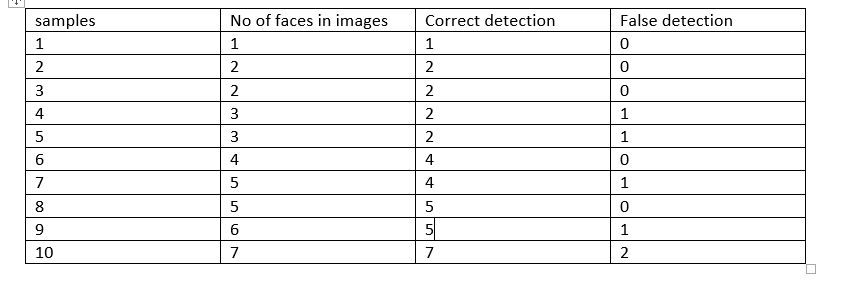 samples No of faces in images Correct detection False detection
1 1 1 0
2 2 2 0
3 2 2 0
4 3 2 1
5 3 2 1
6 4 4 0
7 5 4 1
8 5 5 0
9 6 5 1
10 7 7 2